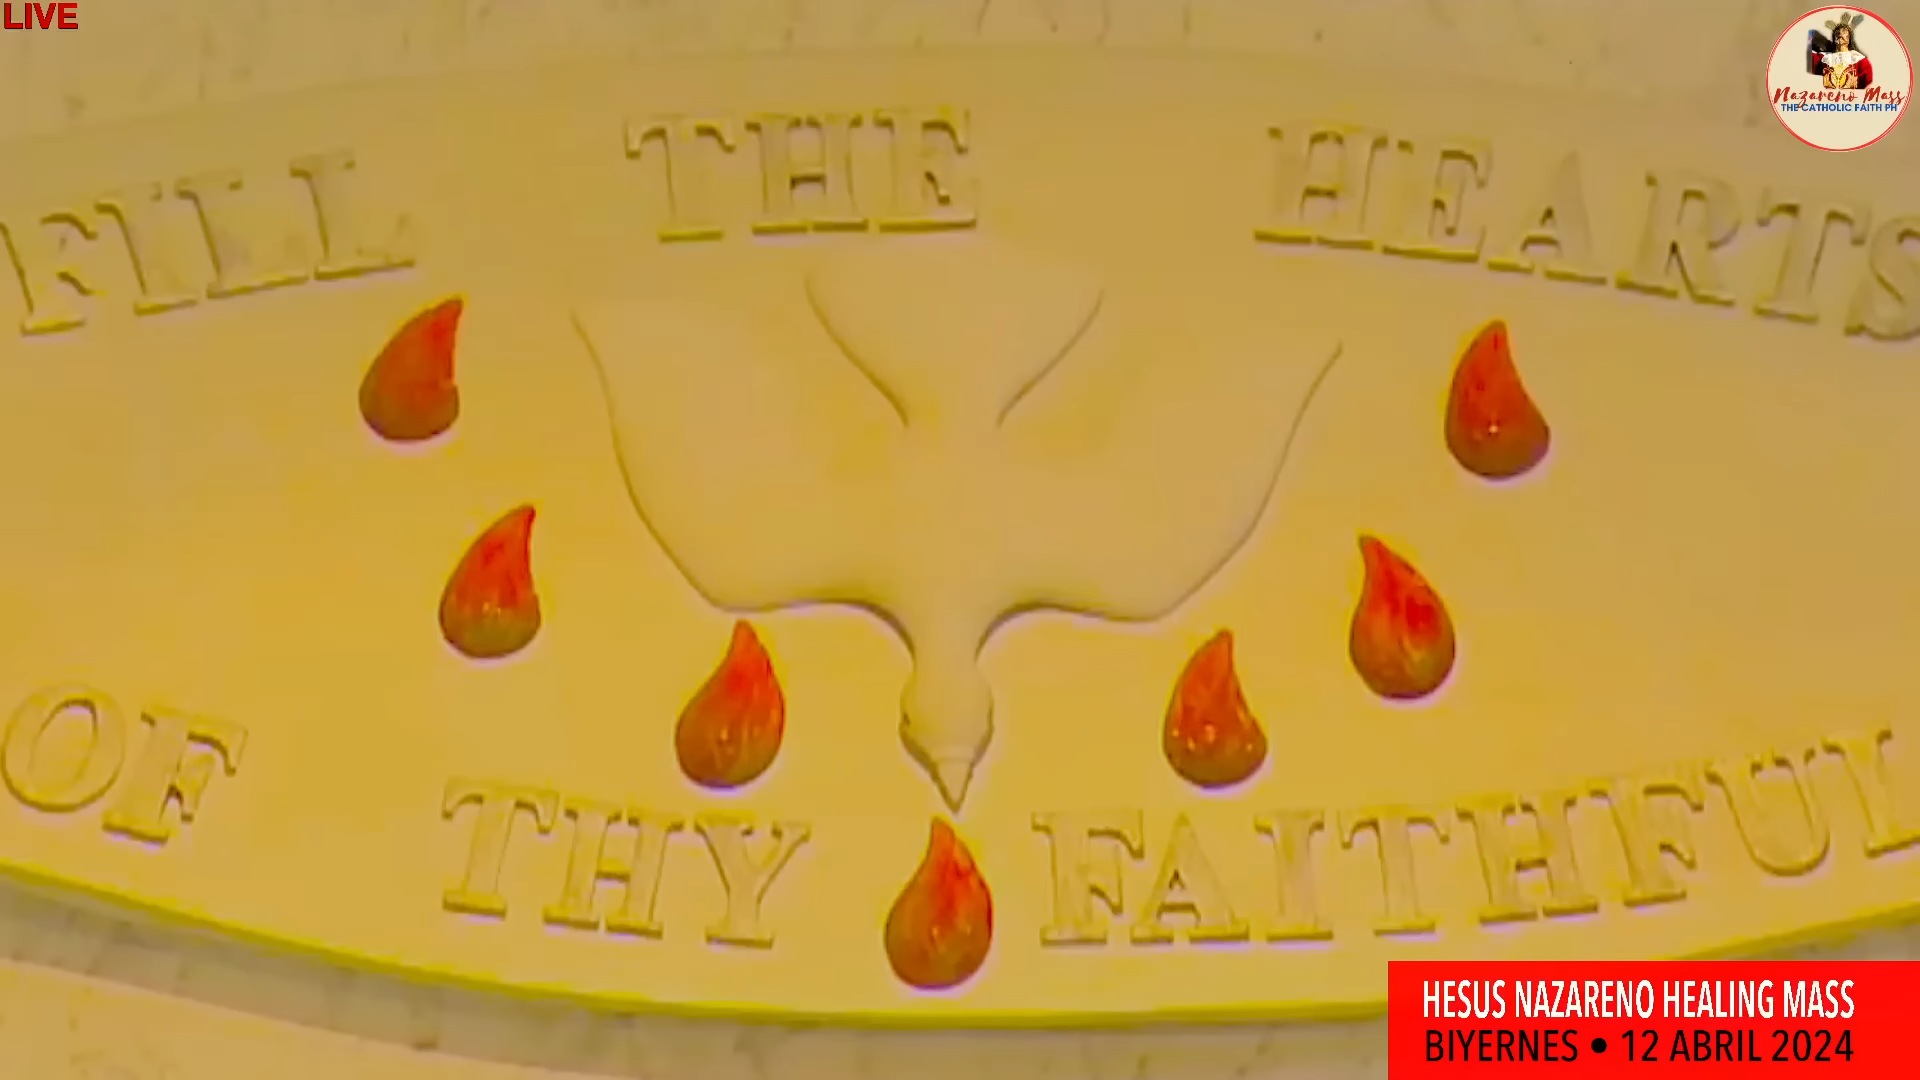 LIVE
Nazareno Mass
THE CATHOLIC FAITH PH
FILL THE HEARTS
OF THY FAITHFUL
HESUS NAZARENO HEALING MASS
BIYERNES • 12 ABRIL 2024